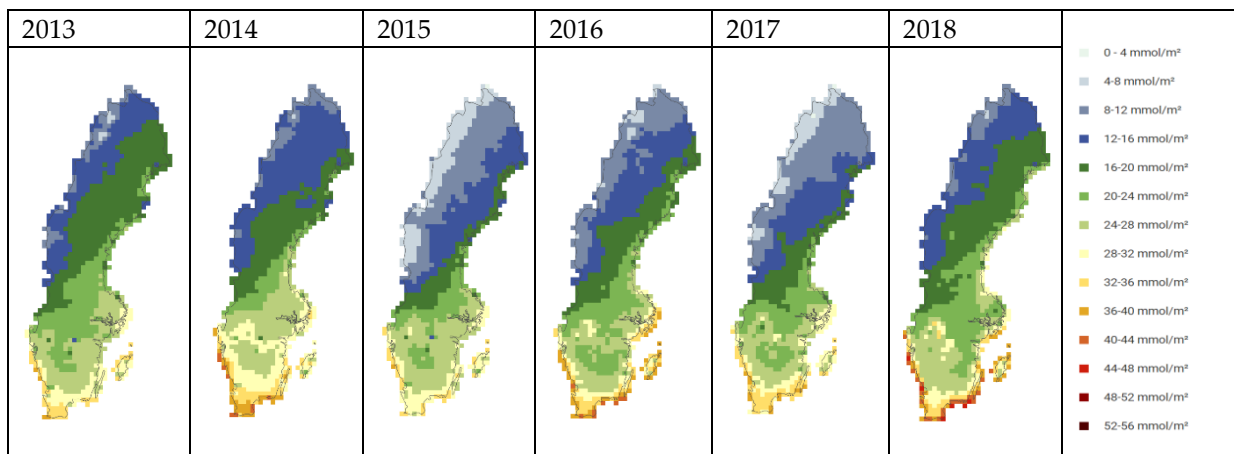 2013
2014
2015
2016
2017
2018
0 - 4 mmol/m²
4-8 mmol/m²
8-12 mmol/m²
12-16 mmol/m²
16-20 mmol/m²
20-24 mmol/m²
24-28 mmol/m²
28-32 mmol/m²
32-36 mmol/m²
36-40 mmol/m²
40-44 mmol/m²
44-48 mmol/m²
48-52 mmol/m²
52-56 mmol/m²